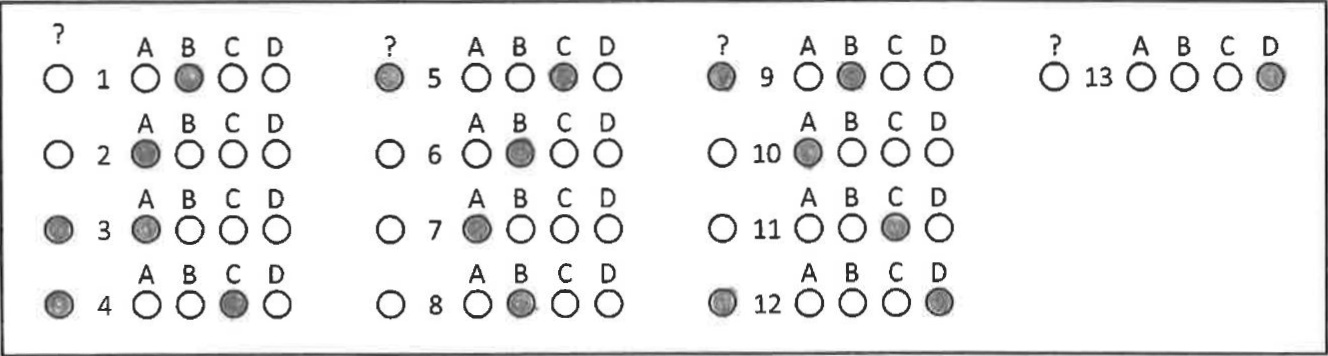 ? A B C D ? A B C D ? A B C D ? A B C D
1 5 9 13
A B C D A B C D A B C D
2 6 10
A B C D A B C D A B C D
3 7 11
A B C D A B C D A B C D
4 8 12